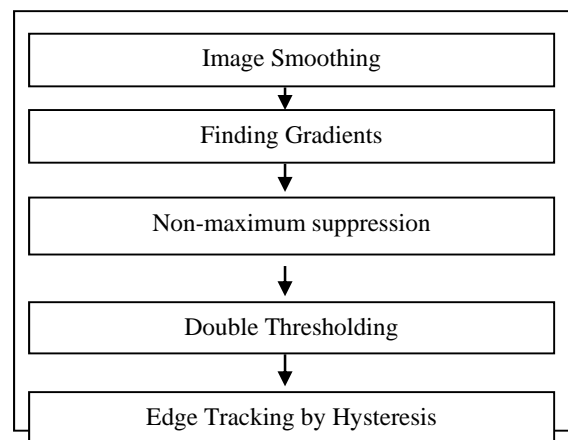 Image Smoothing
Finding Gradients
Non-maximum suppression
Double Thresholding
Edge Tracking by Hysteresis